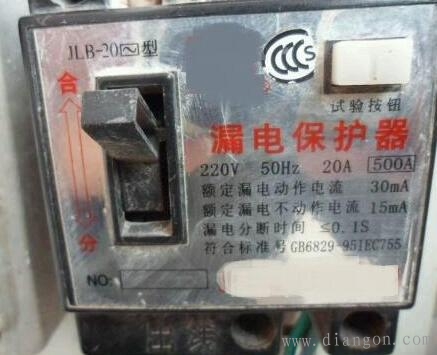 JLB-20型
CCC S
合
试验按钮
漏电保护器
220V 50Hz 20A 500A
额定漏电动作电流 30mA
额定漏电不动作电流 15mA
分
漏电分断时间 ≤0.1S
符合标准号GB6829-95IEC755
NO:
www.diangon.com